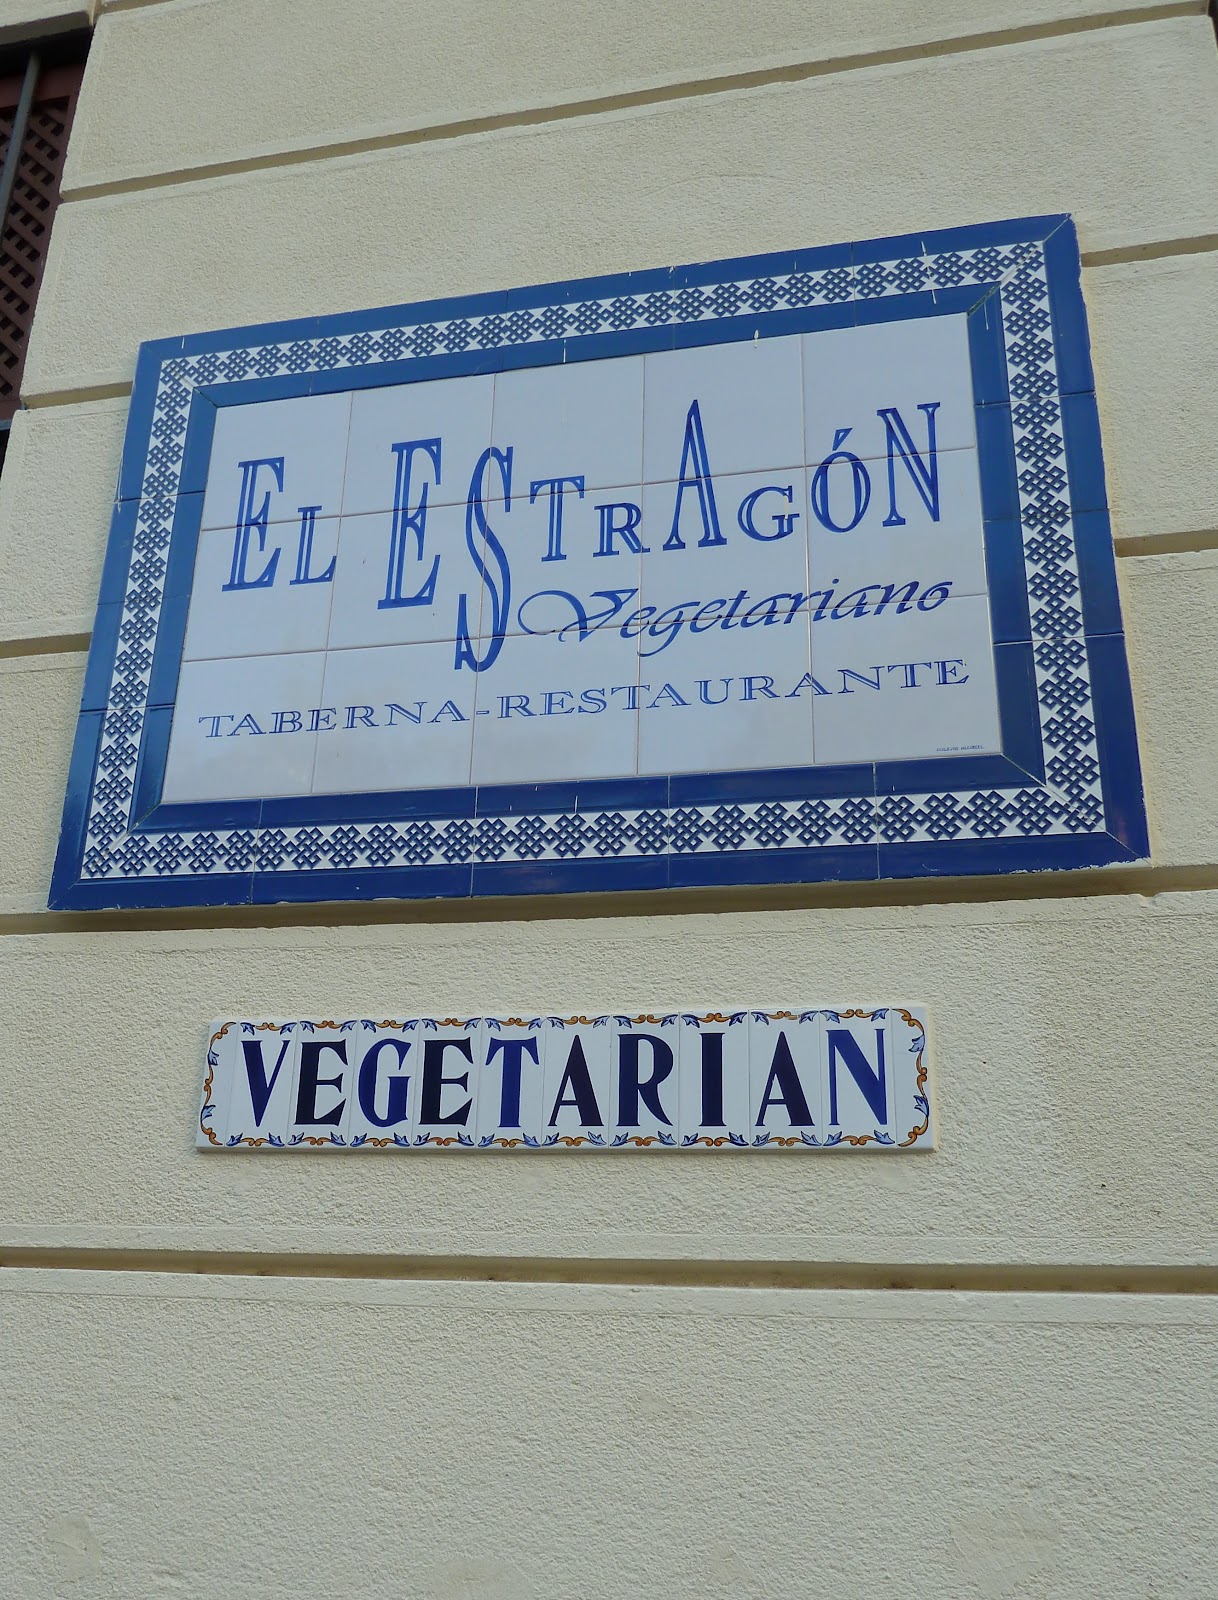 EL ESTRAGÓN
Vegetariano
TABERNA-RESTAURANTE
VEGETARIAN